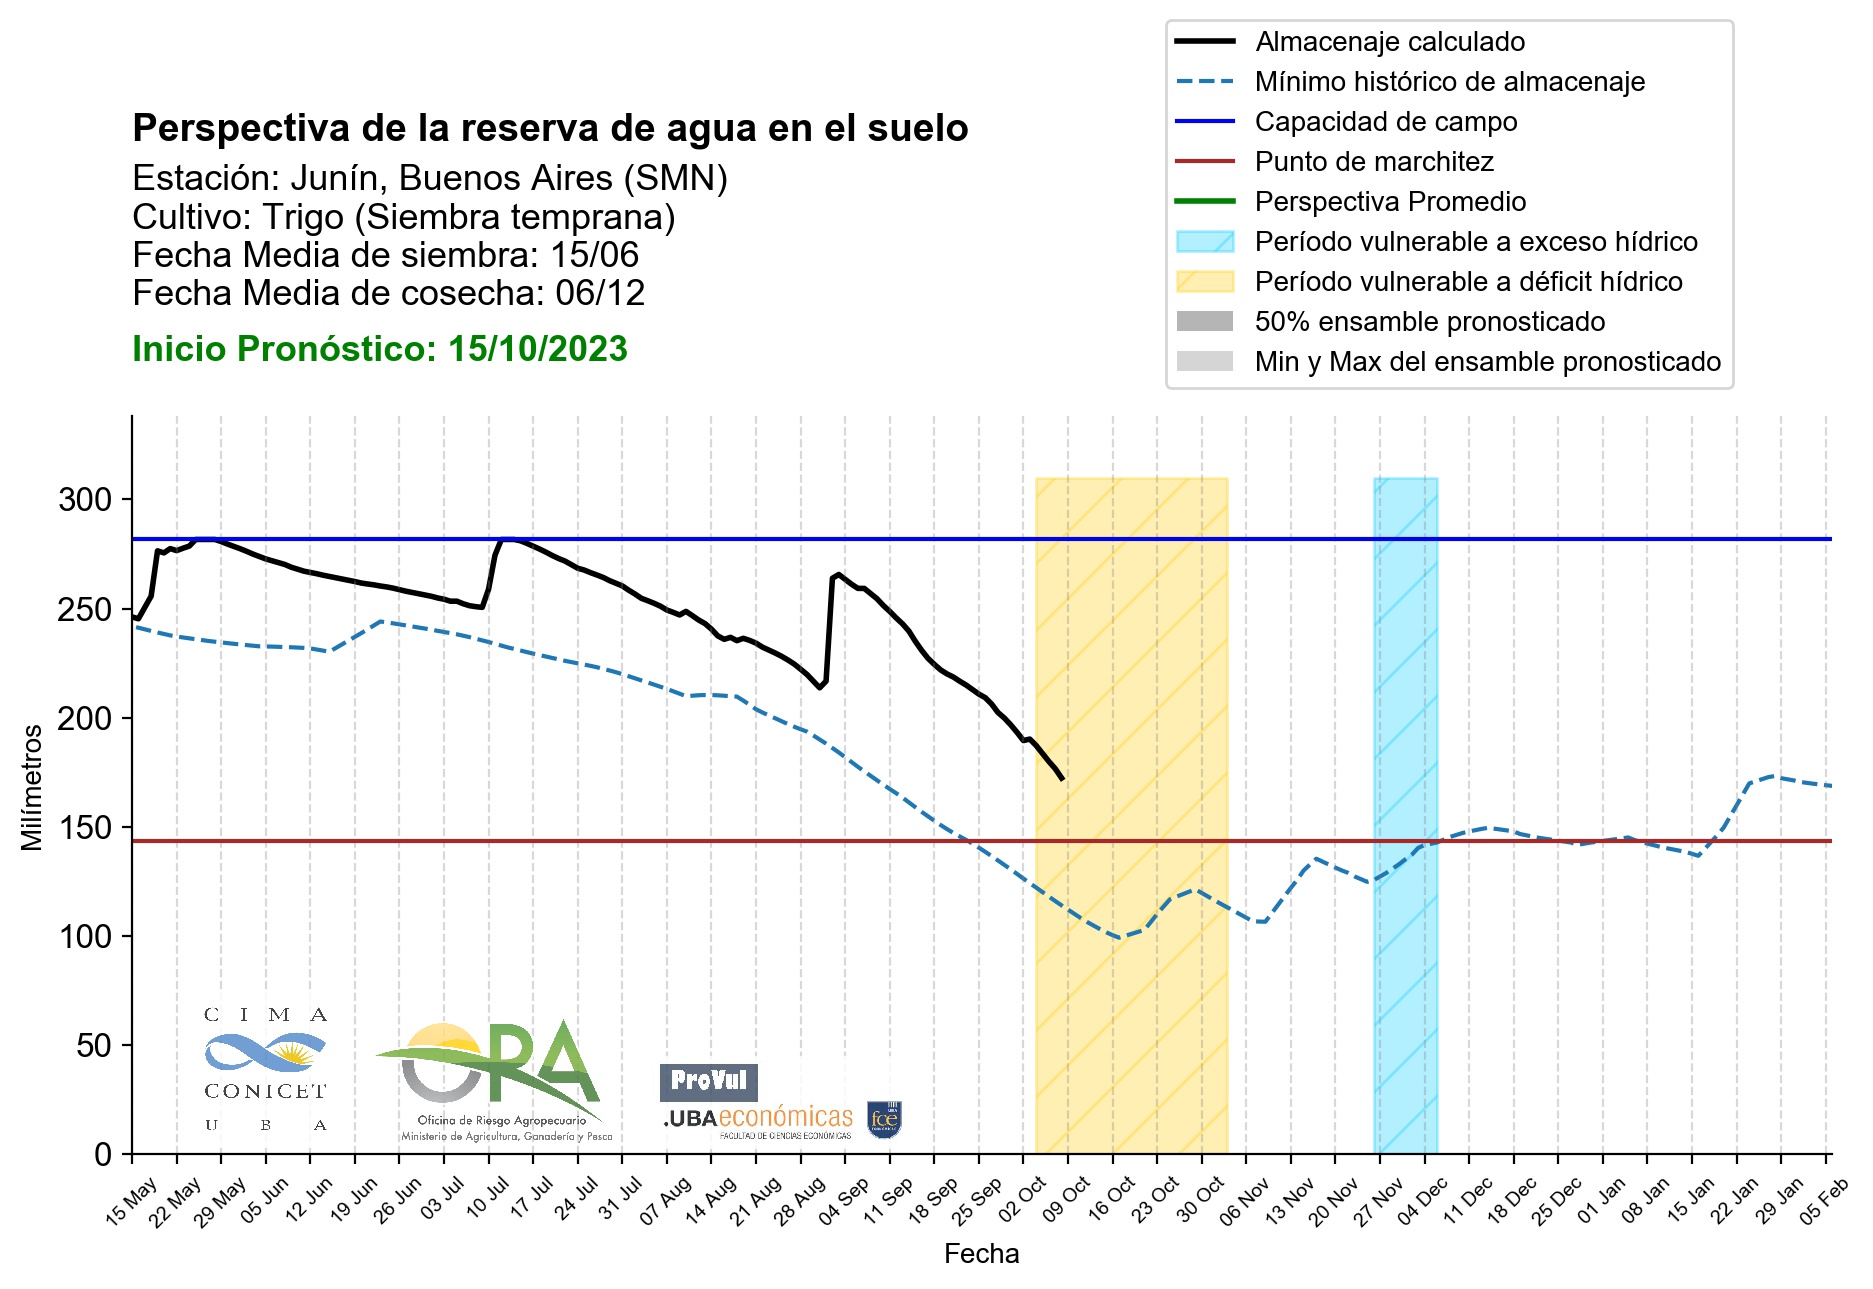 Almacenaje calculado
Mínimo histórico de almacenaje
Capacidad de campo
Punto de marchitez
Perspectiva Promedio
Período vulnerable a exceso hídrico
Período vulnerable a déficit hídrico
50% ensamble pronosticado
Min y Max del ensamble pronosticado
Perspectiva de la reserva de agua en el suelo
Estación: Junín, Buenos Aires (SMN)
Cultivo: Trigo (Siembra temprana)
Fecha Media de siembra: 15/06
Fecha Media de cosecha: 06/12
Inicio Pronóstico: 15/10/2023
Milímetros
300
250
200
150
100
50
0
CIMA
CONICET
UBA
ORA
Oficina de Riesgo Agropecuario
Ministerio de Agricultura, Ganadería y Pesca
ProVul
.UBAeconómicas
FACULTAD DE CIENCIAS ECONÓMICAS
fce
15 May
22 May
29 May
05 Jun
12 Jun
19 Jun
26 Jun
03 Jul
10 Jul
17 Jul
24 Jul
31 Jul
07 Aug
14 Aug
21 Aug
28 Aug
04 Sep
11 Sep
18 Sep
25 Sep
02 Oct
09 Oct
16 Oct
23 Oct
30 Oct
06 Nov
13 Nov
20 Nov
27 Nov
04 Dec
11 Dec
18 Dec
25 Dec
01 Jan
08 Jan
15 Jan
22 Jan
29 Jan
05 Feb
Fecha